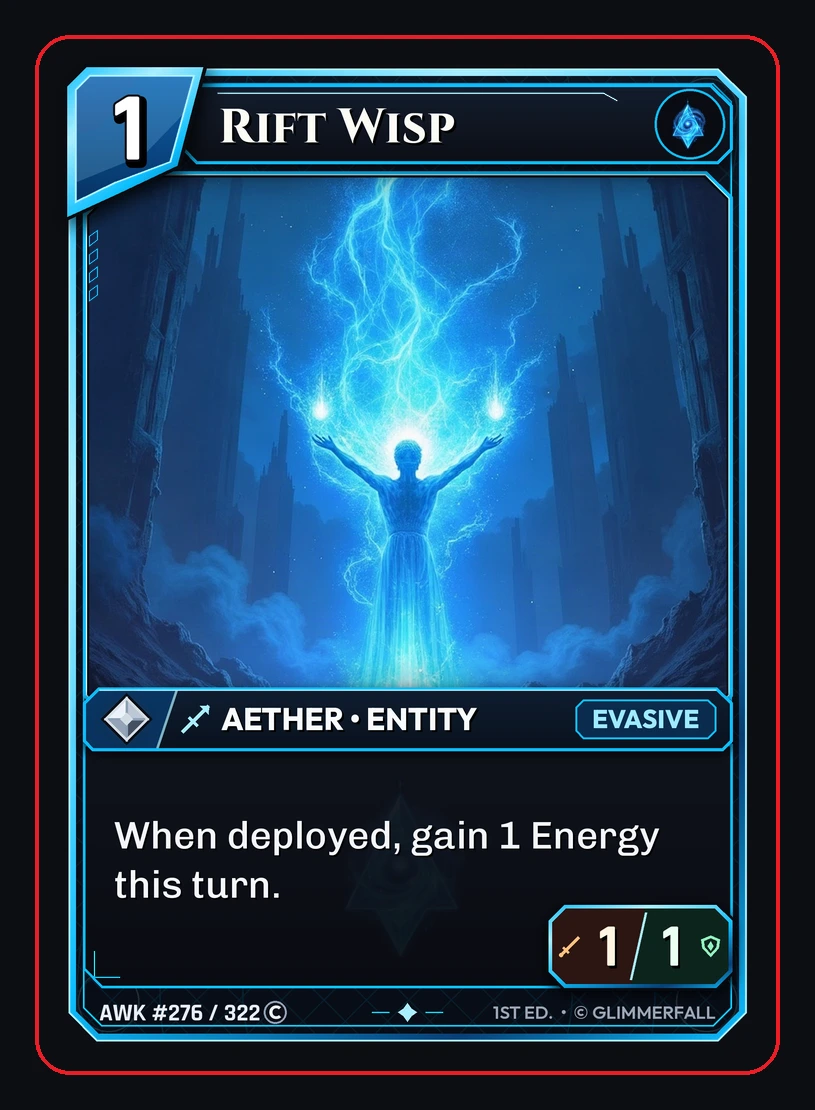 1
Rift Wisp
AETHER • ENTITY
EVASIVE
When deployed, gain 1 Energy
this turn.
1 / 1
AWK #276 / 322 Ⓒ
1ST ED. • © GLIMMERFALL